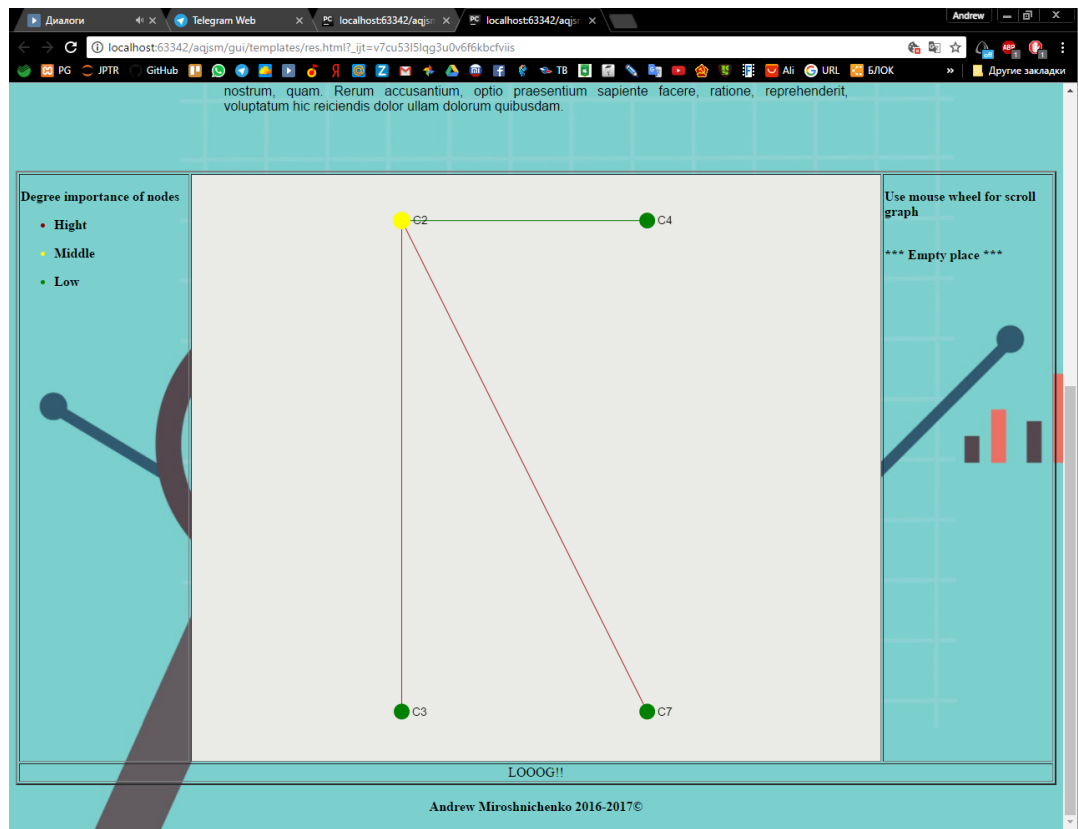 Диалоги
Telegram Web
localhost:63342/aqjsm
localhost:63342/aqjsm
Andrew
localhost:63342/aqjsm/gui/templates/res.html?_ijt=v7cu53l5lqg3u0v6f6kbcfviis
PG JPTR GitHub ТВ Ali URL БЛОК » Другие закладки
nostrum, quam. Rerum accusantium, optio praesentium sapiente facere, ratione, reprehenderit,
voluptatum hic reiciendis dolor ullam dolorum quibusdam.
Degree importance of nodes
Hight
Middle
Low
C2
C4
C3
C7
Use mouse wheel for scroll
graph
*** Empty place ***
LOOOG!!
Andrew Miroshnichenko 2016-2017©